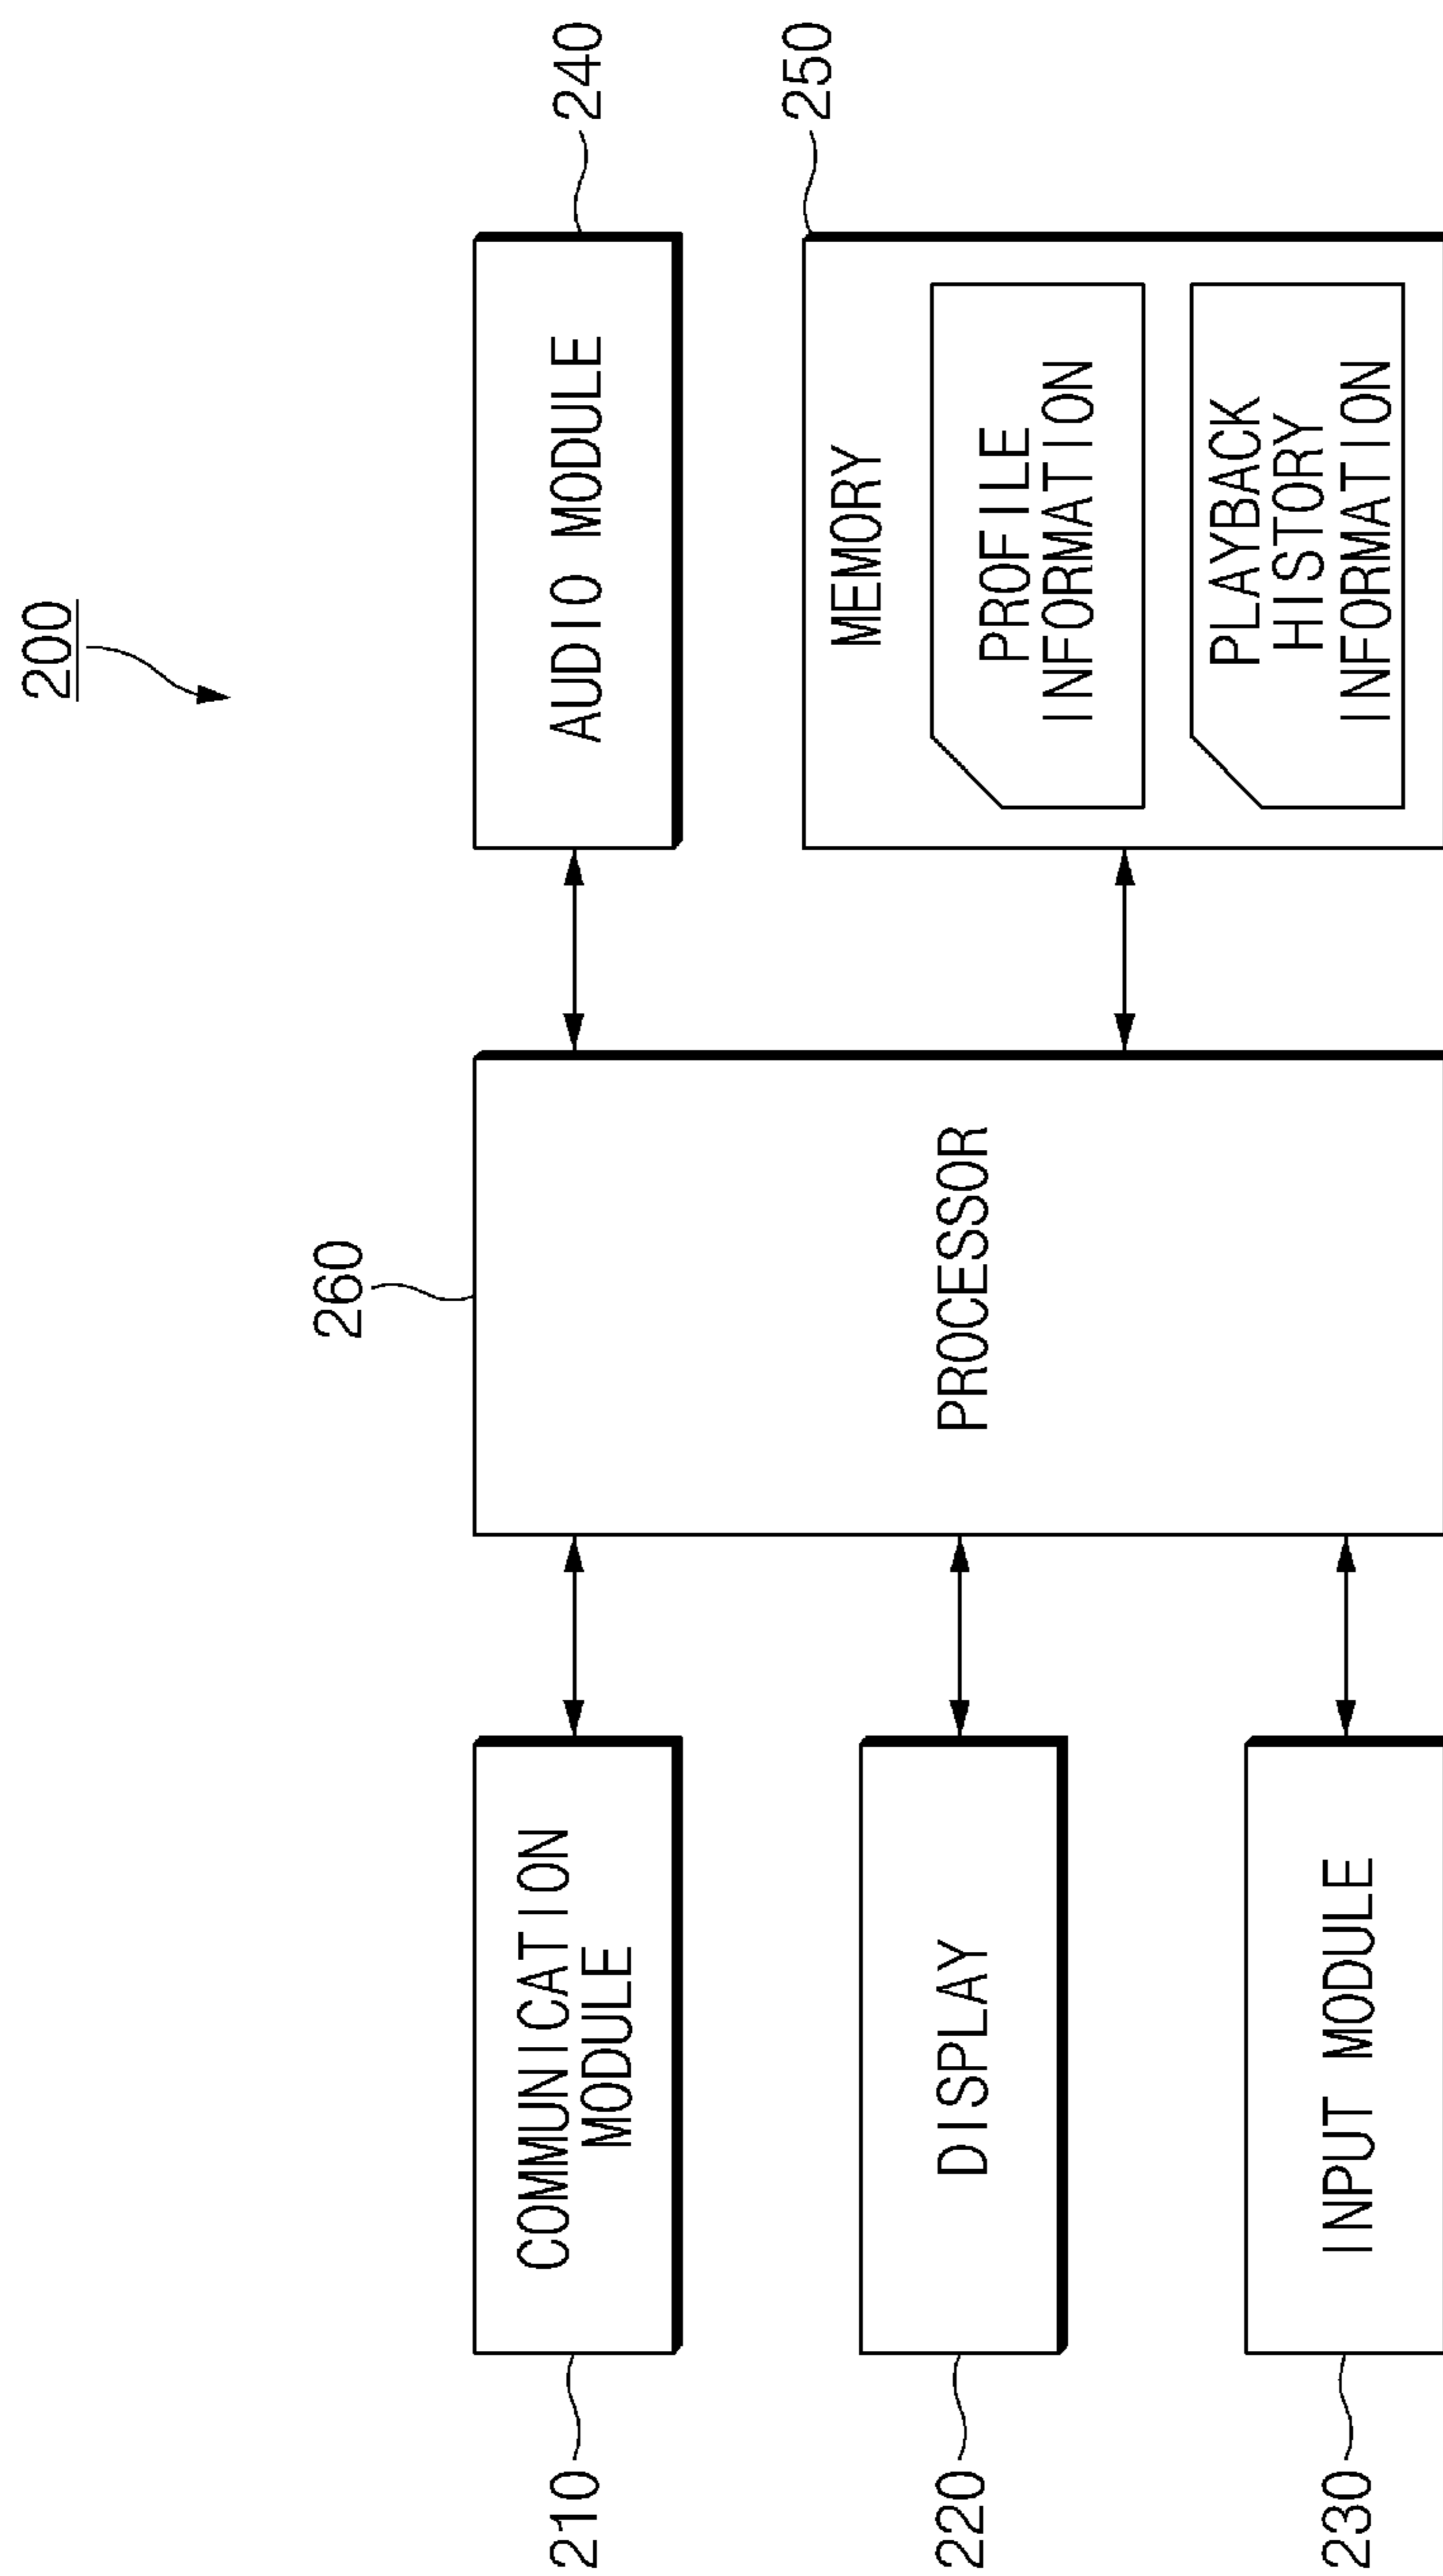 200
210
COMMUNICATION
MODULE
220
DISPLAY
230
INPUT MODULE
260
PROCESSOR
AUDIO MODULE
240
MEMORY
250
PROFILE
INFORMATION
PLAYBACK
HISTORY
INFORMATION